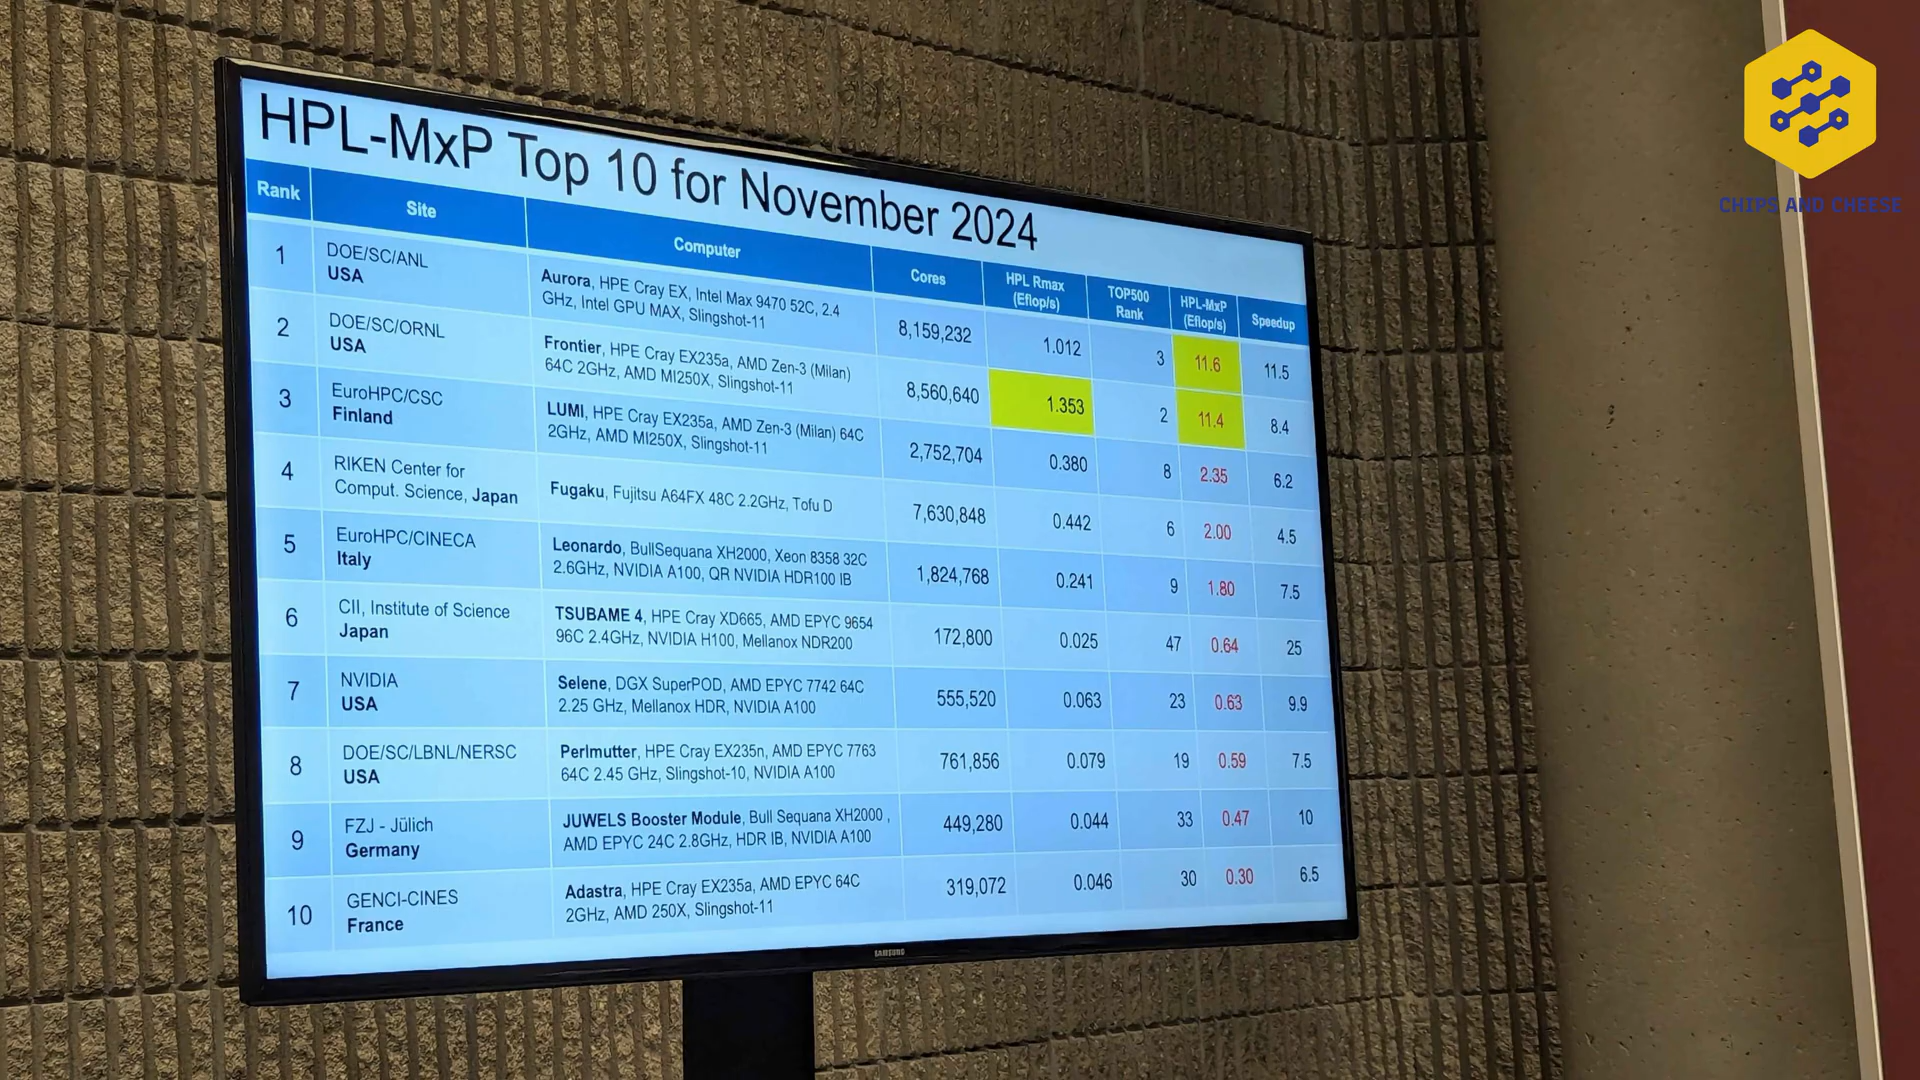 HPL-MxP Top 10 for November 2024
Rank Site Computer Cores HPL Rmax (Eflop/s) TOP500 Rank HPL-MxP (Eflop/s) Speedup
1 DOE/SC/ANL USA Aurora, HPE Cray EX, Intel Max 9470 52C, 2.4 GHz, Intel GPU MAX, Slingshot-11 8,159,232 1.012 3 11.6 11.5
2 DOE/SC/ORNL USA Frontier, HPE Cray EX235a, AMD Zen-3 (Milan) 64C 2GHz, AMD MI250X, Slingshot-11 8,560,640 1.353 2 11.4 8.4
3 EuroHPC/CSC Finland LUMI, HPE Cray EX235a, AMD Zen-3 (Milan) 64C 2GHz, AMD MI250X, Slingshot-11 2,752,704 0.380 8 2.35 6.2
4 RIKEN Center for Comput. Science, Japan Fugaku, Fujitsu A64FX 48C 2.2GHz, Tofu D 7,630,848 0.442 6 2.00 4.5
5 EuroHPC/CINECA Italy Leonardo, BullSequana XH2000, Xeon 8358 32C 2.6GHz, NVIDIA A100, QR NVIDIA HDR100 IB 1,824,768 0.241 9 1.80 7.5
6 CII, Institute of Science Japan TSUBAME 4, HPE Cray XD665, AMD EPYC 9654 96C 2.4GHz, NVIDIA H100, Mellanox NDR200 172,800 0.025 47 0.64 25
7 NVIDIA USA Selene, DGX SuperPOD, AMD EPYC 7742 64C 2.25 GHz, Mellanox HDR, NVIDIA A100 555,520 0.063 23 0.63 9.9
8 DOE/SC/LBNL/NERSC USA Perlmutter, HPE Cray EX235n, AMD EPYC 7763 64C 2.45 GHz, Slingshot-10, NVIDIA A100 761,856 0.079 19 0.59 7.5
9 FZJ - Jülich Germany JUWELS Booster Module, Bull Sequana XH2000 , AMD EPYC 24C 2.8GHz, HDR IB, NVIDIA A100 449,280 0.044 33 0.47 10
10 GENCI-CINES France Adastra, HPE Cray EX235a, AMD EPYC 64C 2GHz, AMD 250X, Slingshot-11 319,072 0.046 30 0.30 6.5
SAMSUNG
CHIPS AND CHEESE